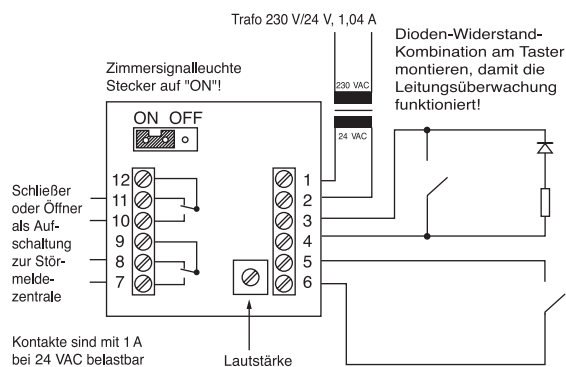 Trafo 230 V/24 V, 1,04 A
Dioden-Widerstand-
Kombination am Taster
montieren, damit die
Leitungsüberwachung
funktioniert!
Zimmersignalleuchte
Stecker auf "ON"!
230 VAC
24 VAC
ON OFF
12
11
10
9
8
7
1
2
3
4
5
6
Schließer
oder Öffner
als Auf-
schaltung
zur Stör-
melde-
zentrale
Kontakte sind mit 1 A
bei 24 VAC belastbar
Lautstärke